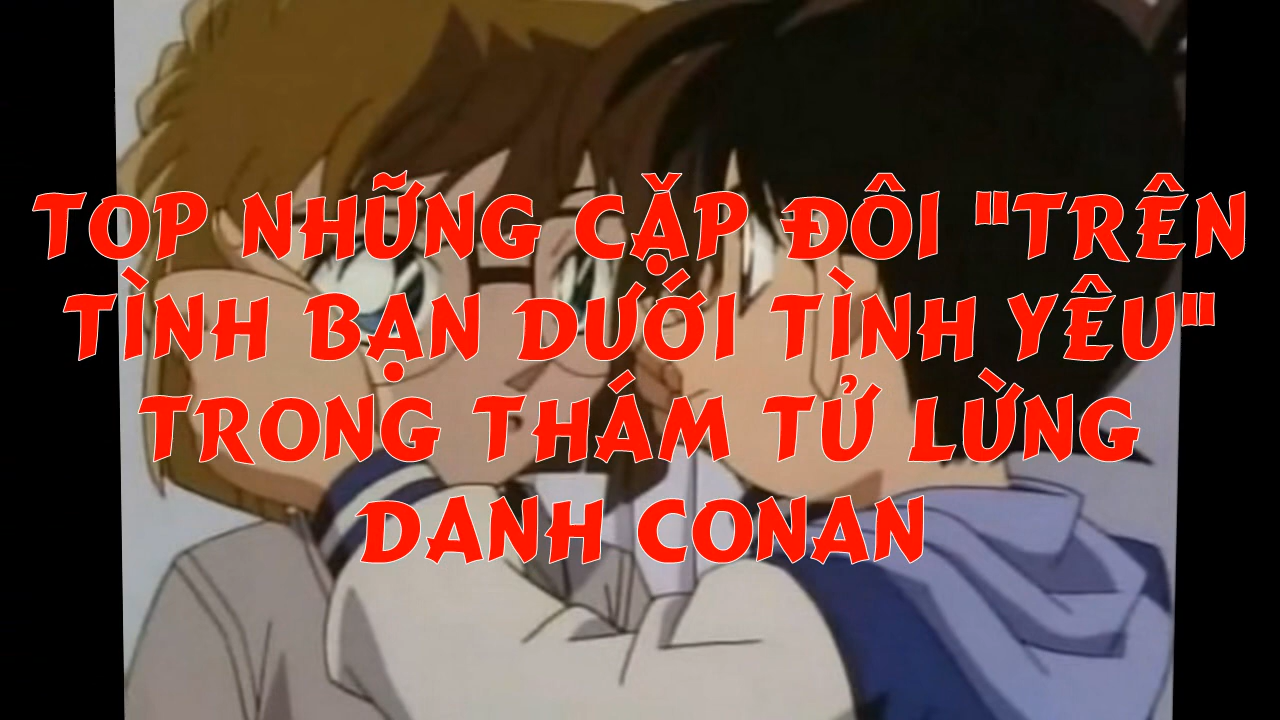 TOP NHỮNG CẶP ĐÔI "TRÊN
TÌNH BẠN DƯỚI TÌNH YÊU"
TRONG THÁM TỬ LỪNG
DANH CONAN